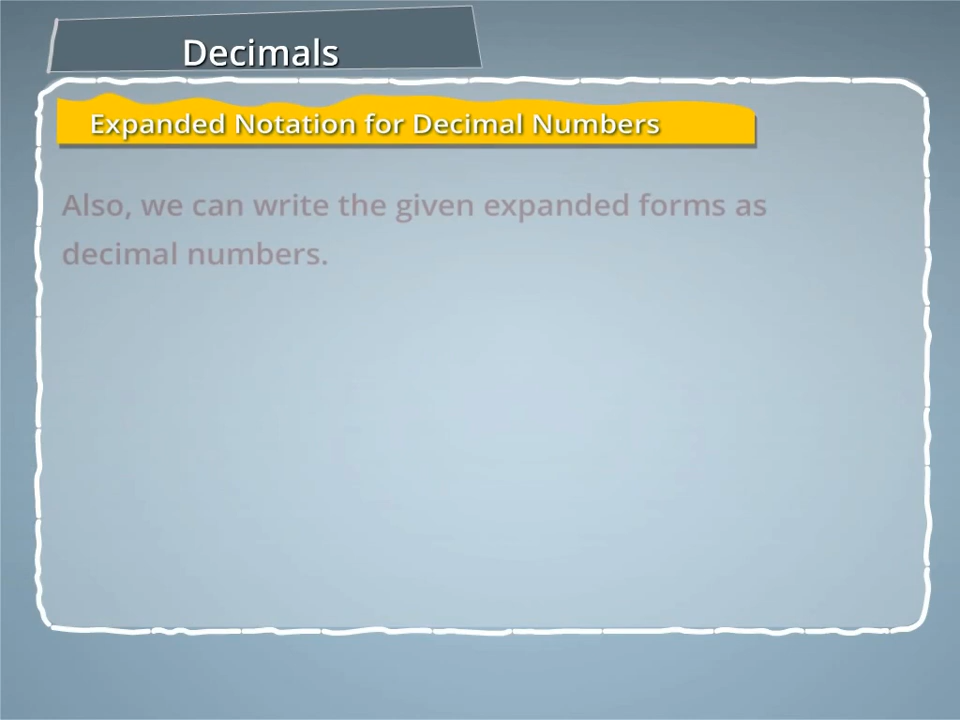 Decimals
Expanded Notation for Decimal Numbers
Also, we can write the given expanded forms as
decimal numbers.